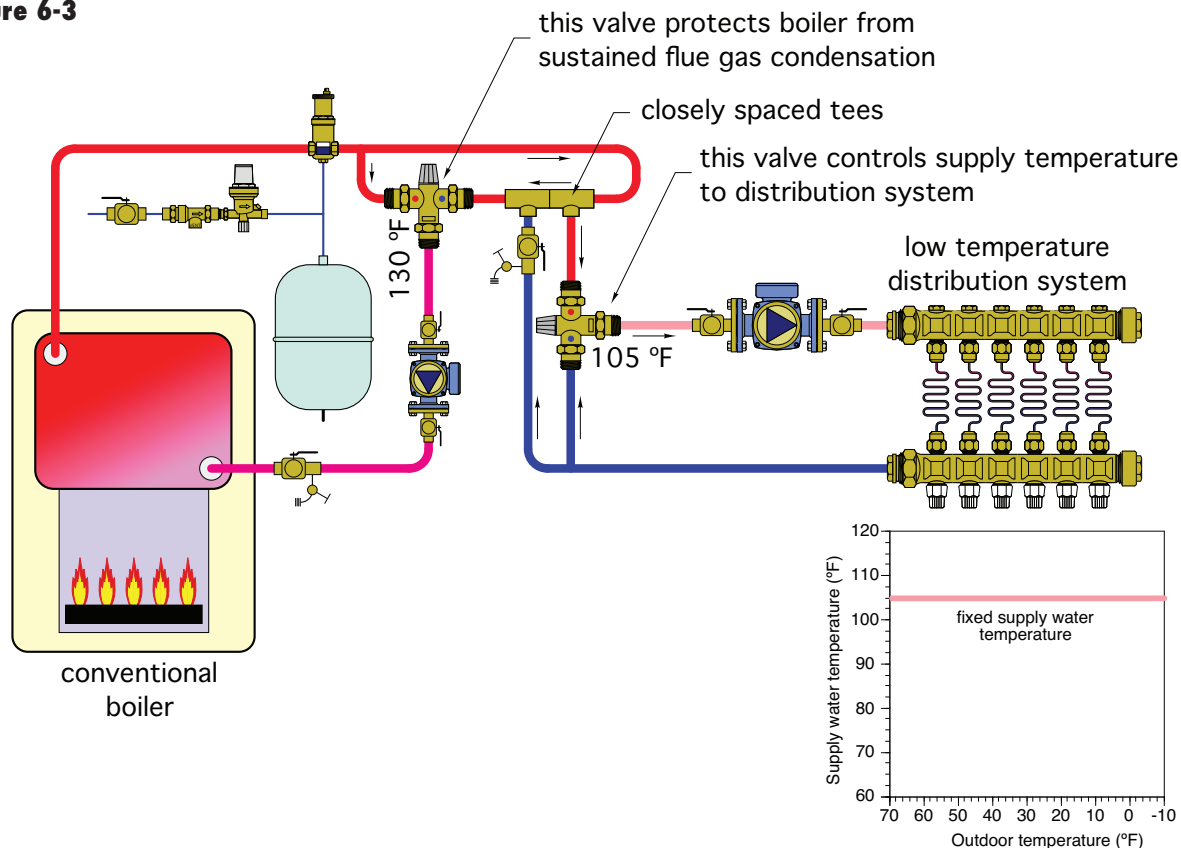 ure 6-3
this valve protects boiler from
sustained flue gas condensation
closely spaced tees
this valve controls supply temperature
to distribution system
130 ºF
low temperature
distribution system
105 ºF
conventional
boiler
Supply water temperature (ºF)
120
110
100
90
80
70
60
fixed supply water
temperature
70 60 50 40 30 20 10 0 -10
Outdoor temperature (ºF)